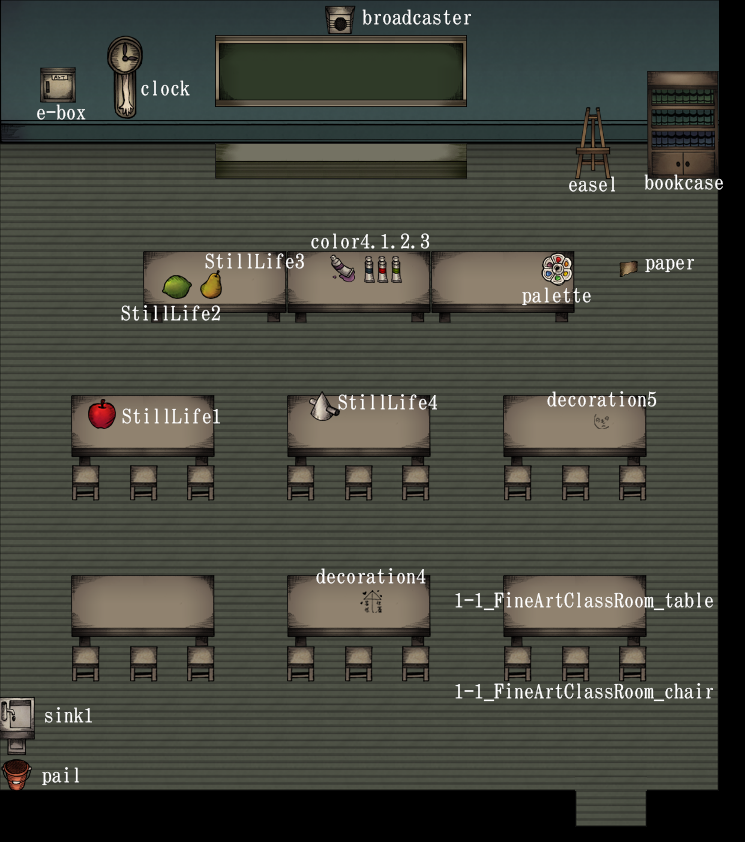 broadcaster
clock
e-box
easel
bookcase
color4.1.2.3
StillLife3
paper
palette
StillLife2
StillLife1
StillLife4
decoration5
decoration4
1-1_FineArtClassRoom_table
1-1_FineArtClassRoom_chair
sink1
pail